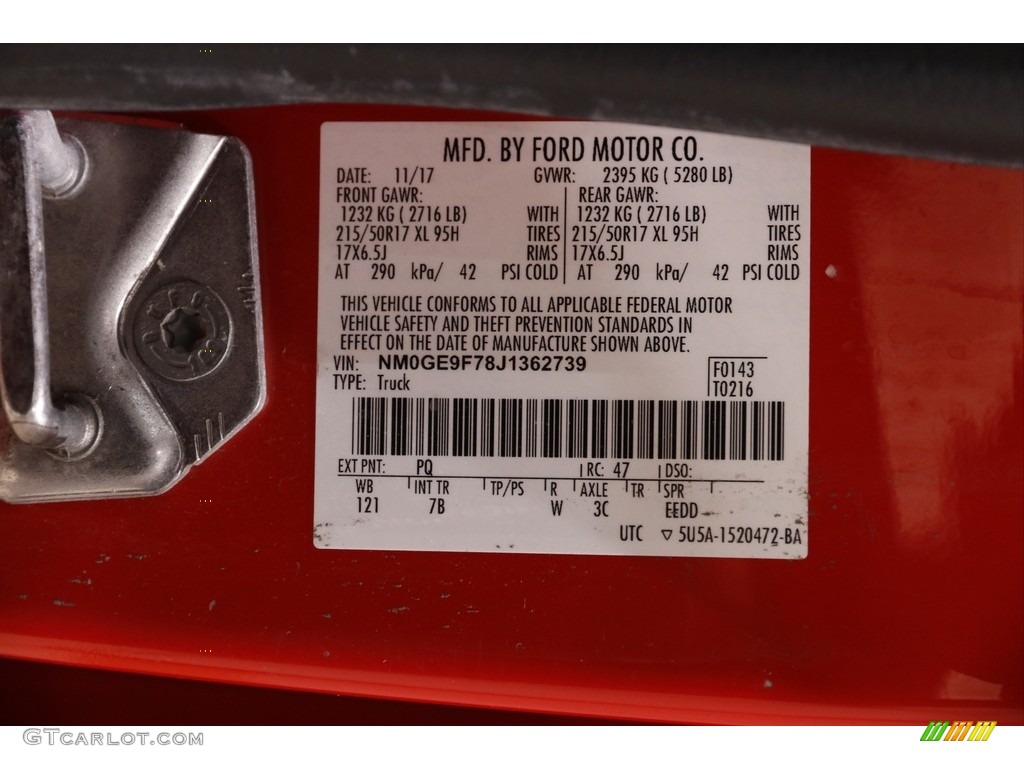 MFD. BY FORD MOTOR CO.
DATE: 11/17 GVWR: 2395 KG ( 5280 LB)
FRONT GAWR: REAR GAWR:
1232 KG ( 2716 LB) WITH 1232 KG ( 2716 LB) WITH
215/50R17 XL 95H TIRES 215/50R17 XL 95H TIRES
17X6.5J RIMS 17X6.5J RIMS
AT 290 kPa/ 42 PSI COLD AT 290 kPa/ 42 PSI COLD
THIS VEHICLE CONFORMS TO ALL APPLICABLE FEDERAL MOTOR
VEHICLE SAFETY AND THEFT PREVENTION STANDARDS IN
EFFECT ON THE DATE OF MANUFACTURE SHOWN ABOVE.
VIN: NM0GE9F78J1362739
F0143
TYPE: Truck
T0216
EXT PNT: PQ RC: 47 DSO:
WB INT TR TP/PS R AXLE TR SPR
121 7B W 3C EEDD
UTC ▽ 5U5A-1520472-BA
GTCarlot.com